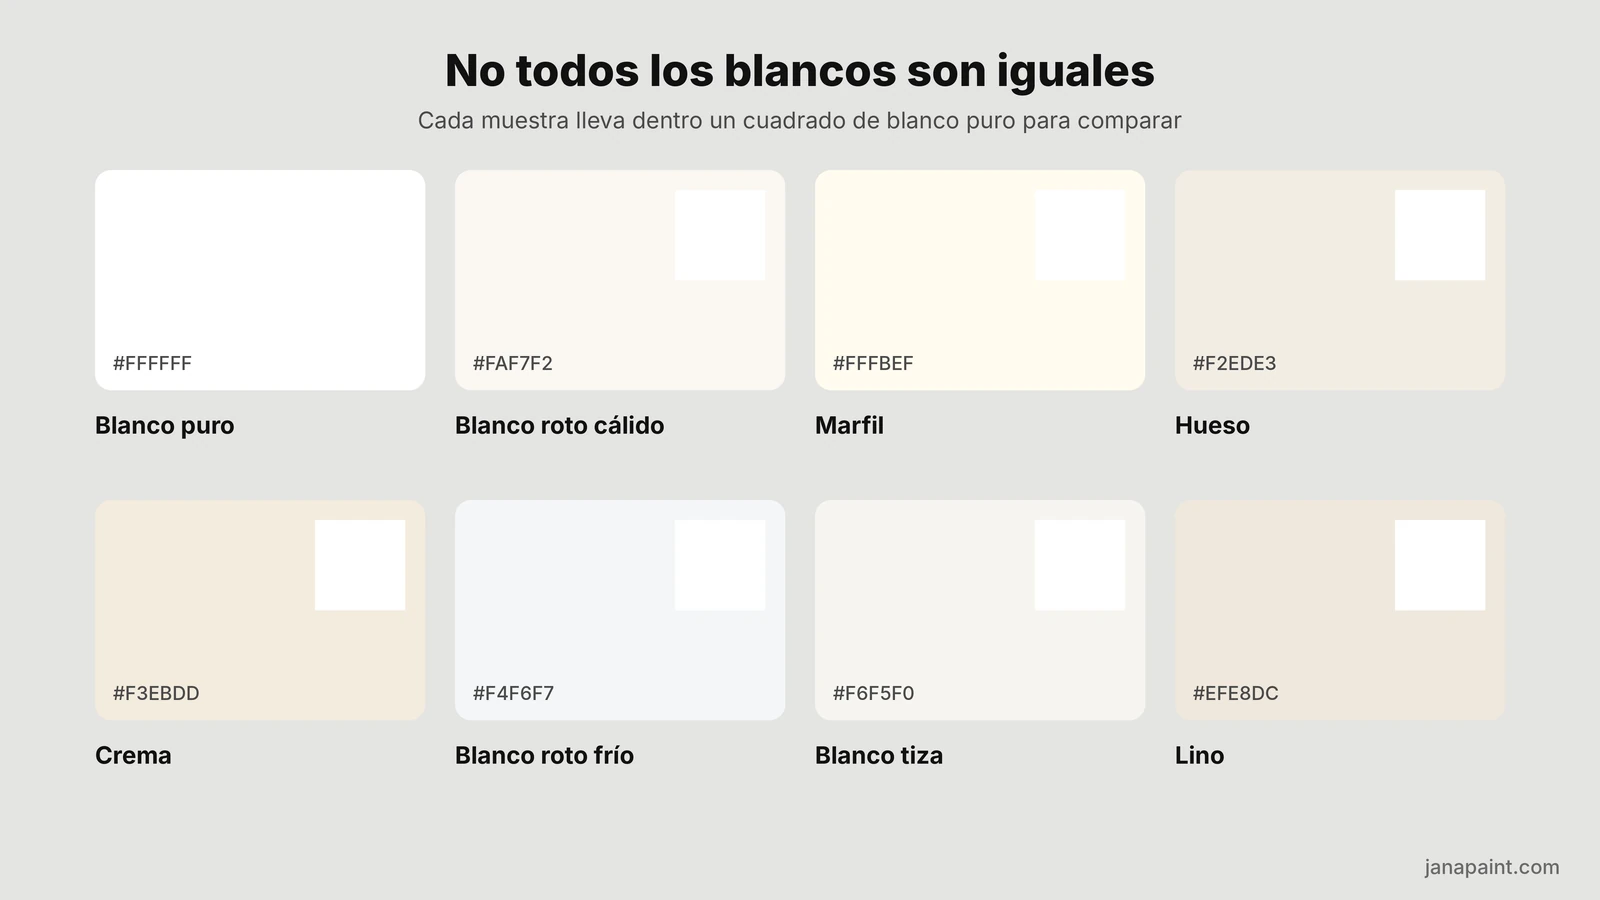 No todos los blancos son iguales
Cada muestra lleva dentro un cuadrado de blanco puro para comparar
#FFFFFF
#FAF7F2
#FFFBEF
#F2EDE3
Blanco puro
Blanco roto cálido
Marfil
Hueso
#F3EBDD
#F4F6F7
#F6F5F0
#EFE8DC
Crema
Blanco roto frío
Blanco tiza
Lino
janapaint.com